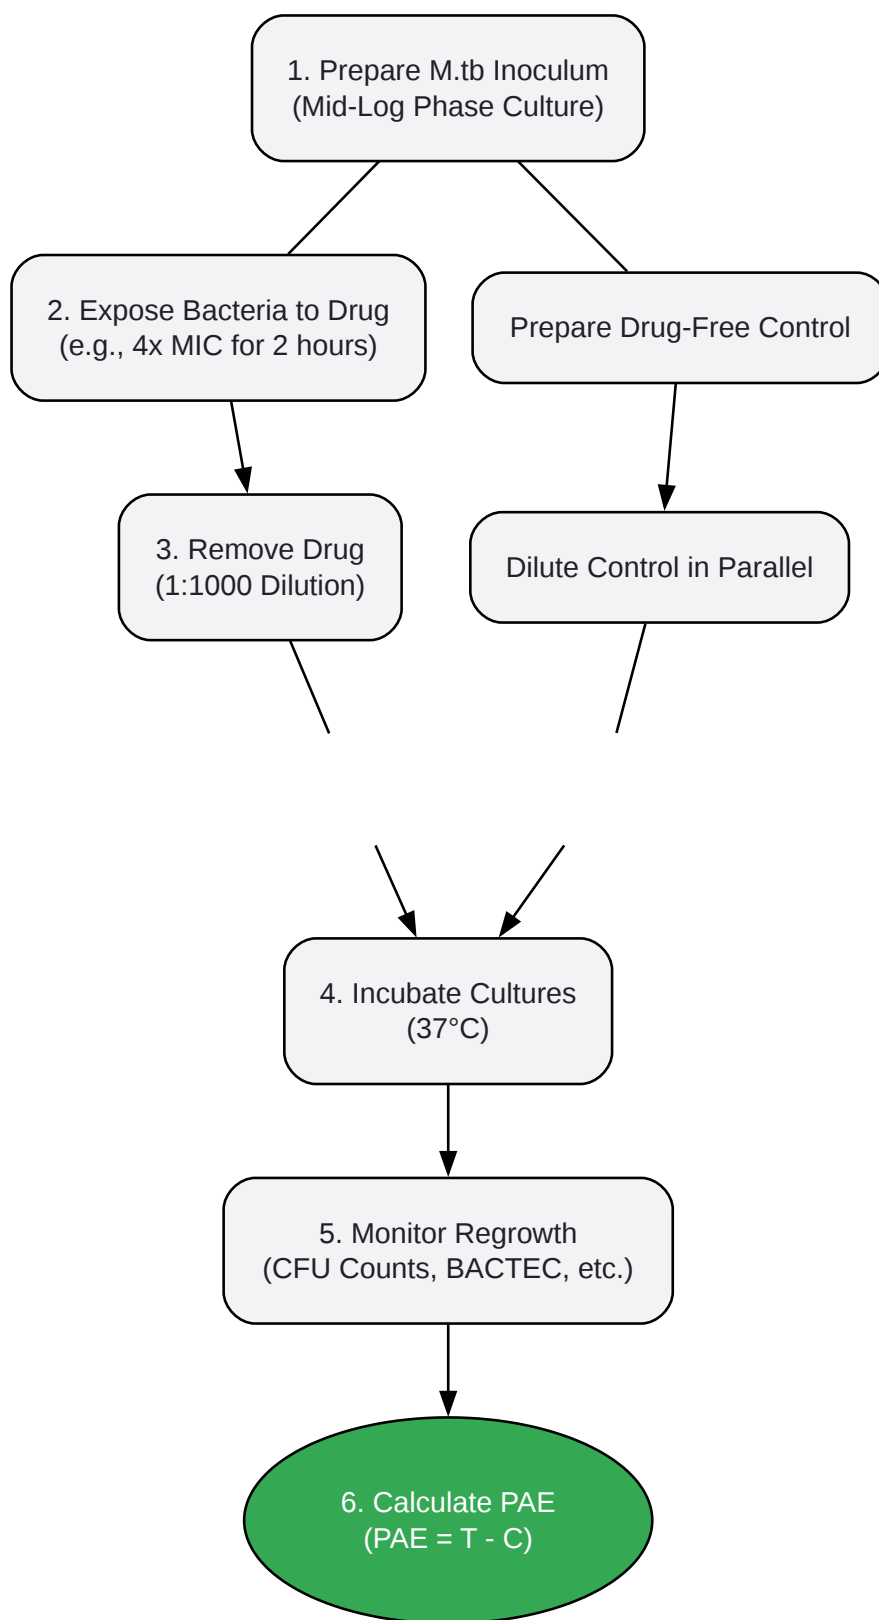 1. Prepare M.tb Inoculum
(Mid-Log Phase Culture)
2. Expose Bacteria to Drug
(e.g., 4x MIC for 2 hours)
Prepare Drug-Free Control
3. Remove Drug
(1:1000 Dilution)
Dilute Control in Parallel
4. Incubate Cultures
(37°C)
5. Monitor Regrowth
(CFU Counts, BACTEC, etc.)
6. Calculate PAE
(PAE = T - C)